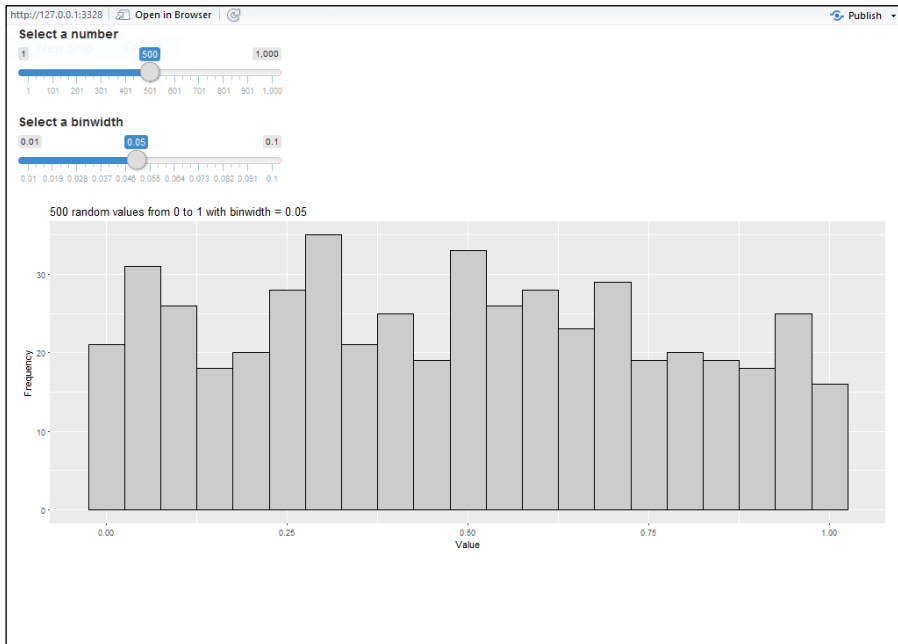 http://127.0.0.1:3328 Open in Browser Publish
Select a number
1 500 1,000
1 101 201 301 401 501 601 701 801 901 1,000
Select a binwidth
0.01 0.05 0.1
0.01 0.019 0.028 0.037 0.046 0.055 0.064 0.073 0.082 0.091 0.1
500 random values from 0 to 1 with binwidth = 0.05
Frequency
30
20
10
0
0.00 0.25 0.50 0.75 1.00
Value